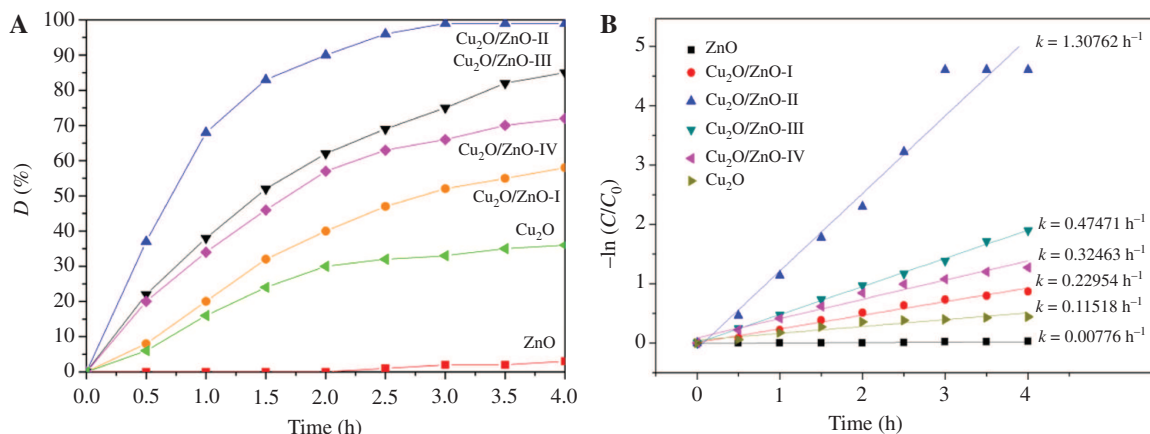 A
100
90
80
70
60
50
40
30
20
10
0
D (%)
Cu₂O/ZnO-II
Cu₂O/ZnO-III
Cu₂O/ZnO-IV
Cu₂O/ZnO-I
Cu₂O
ZnO
0.0 0.5 1.0 1.5 2.0 2.5 3.0 3.5 4.0
Time (h)
B
–5
4
3
2
1
0
–ln (C/C₀)
ZnO
Cu₂O/ZnO-I
Cu₂O/ZnO-II
Cu₂O/ZnO-III
Cu₂O/ZnO-IV
Cu₂O
k = 1.30762 h⁻¹
k = 0.47471 h⁻¹
k = 0.32463 h⁻¹
k = 0.22954 h⁻¹
k = 0.11518 h⁻¹
k = 0.00776 h⁻¹
0 1 2 3 4
Time (h)